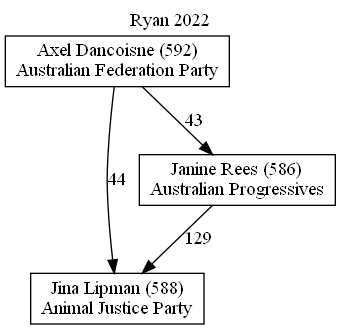 Ryan 2022
Axel Dancoisne (592)
Australian Federation Party
43
Janine Rees (586)
Australian Progressives
44
129
Jina Lipman (588)
Animal Justice Party